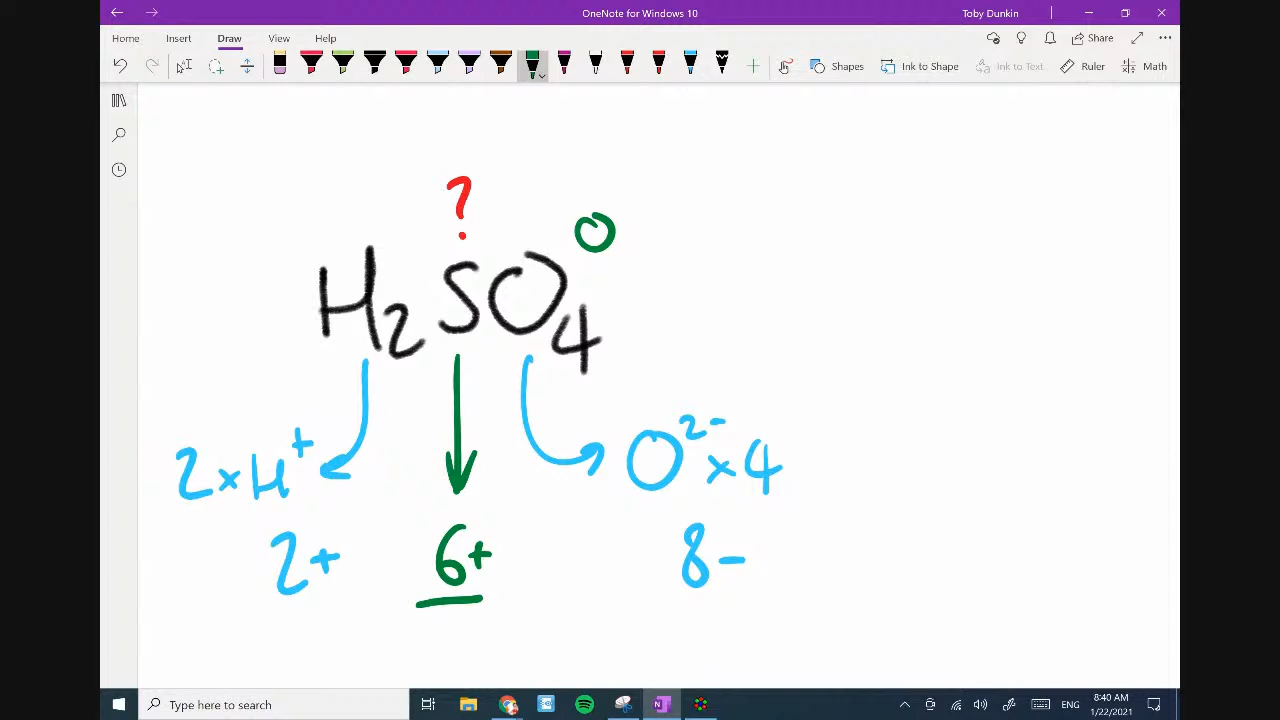 OneNote for Windows 10
Toby Dunkin
Home Insert Draw View Help
Share
Shapes Ink to Shape Ink to Text Ruler Math
?
0
H₂SO₄
2×H⁺ O²⁻×4
2+ 6+ 8-
Type here to search
ENG
8:40 AM
1/22/2021